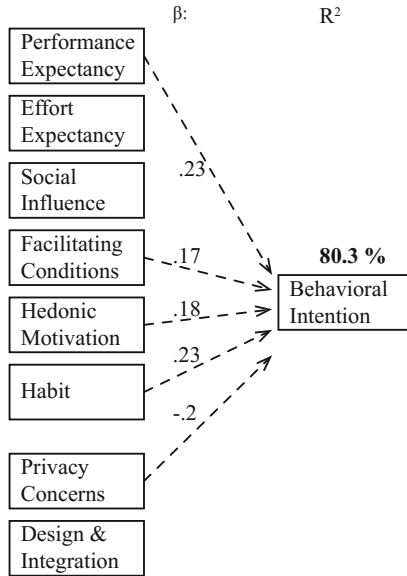 β: R²
Performance
Expectancy
Effort
Expectancy
.23
Social
Influence
Facilitating
Conditions
.17
80.3 %
Hedonic
Motivation
.18
Behavioral
Intention
.23
Habit
-.2
Privacy
Concerns
Design &
Integration